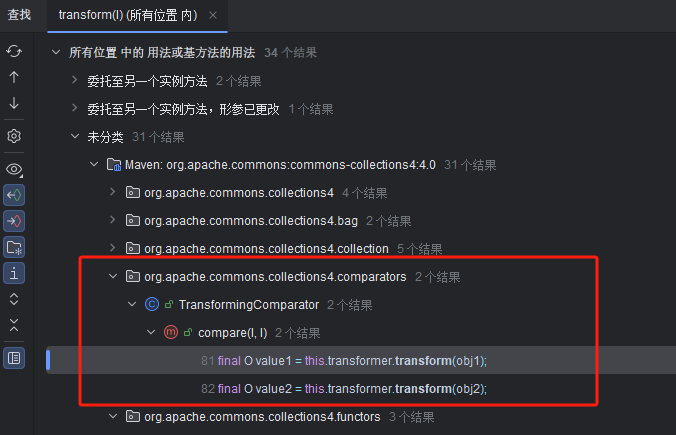 查找 transform(I) (所有位置 内) ×
所有位置 中的 用法或基方法的用法 34 个结果
委托至另一个实例方法 2 个结果
委托至另一个实例方法，形参已更改 1 个结果
未分类 31 个结果
Maven: org.apache.commons:commons-collections4:4.0 31 个结果
org.apache.commons.collections4 4 个结果
org.apache.commons.collections4.bag 2 个结果
org.apache.commons.collections4.collection 5 个结果
org.apache.commons.collections4.comparators 2 个结果
TransformingComparator 2 个结果
compare(I, I) 2 个结果
81 final O value1 = this.transformer.transform(obj1);
82 final O value2 = this.transformer.transform(obj2);
org.apache.commons.collections4.functors 3 个结果